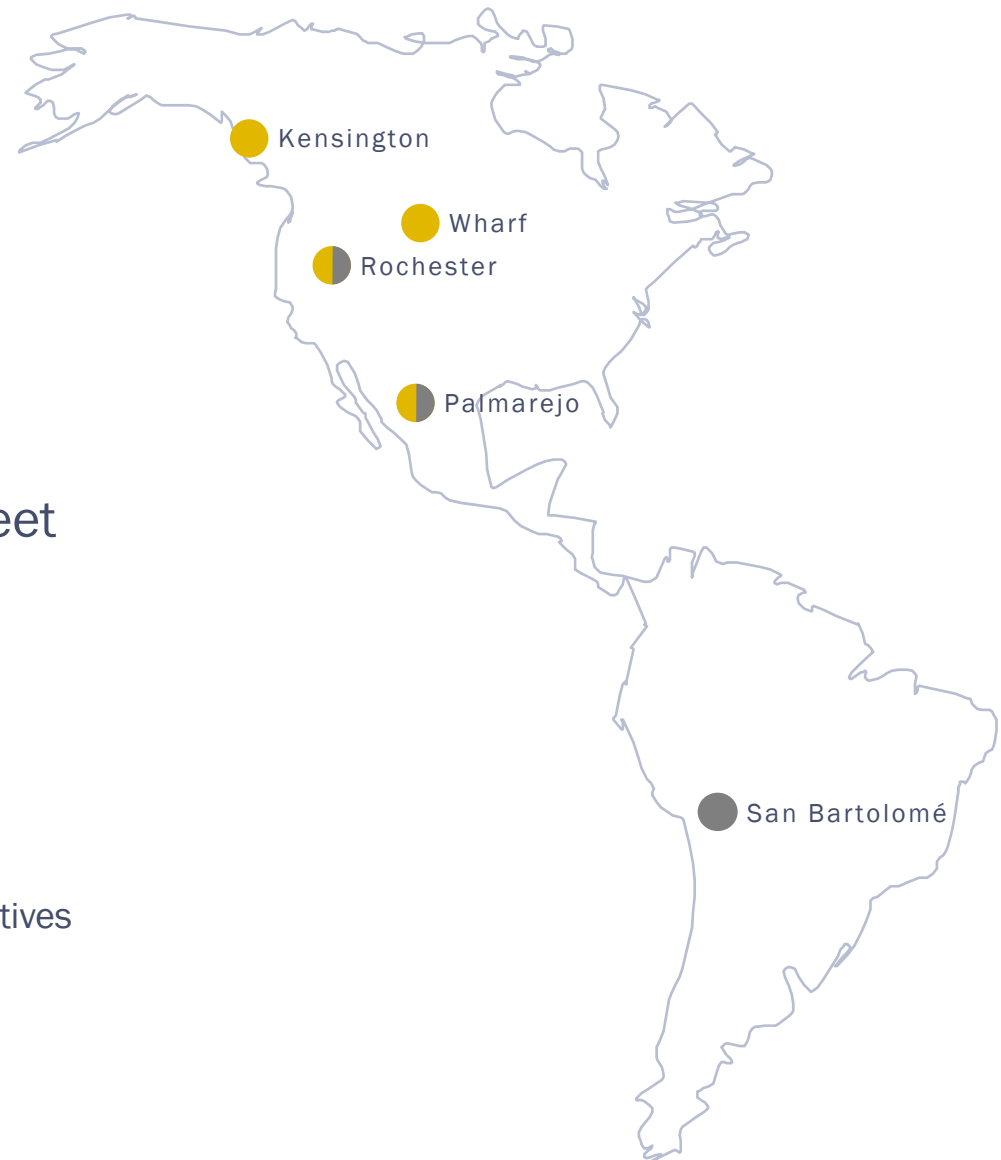 Kensington
Wharf
Rochester
Palmarejo
eet
San Bartolomé
tives